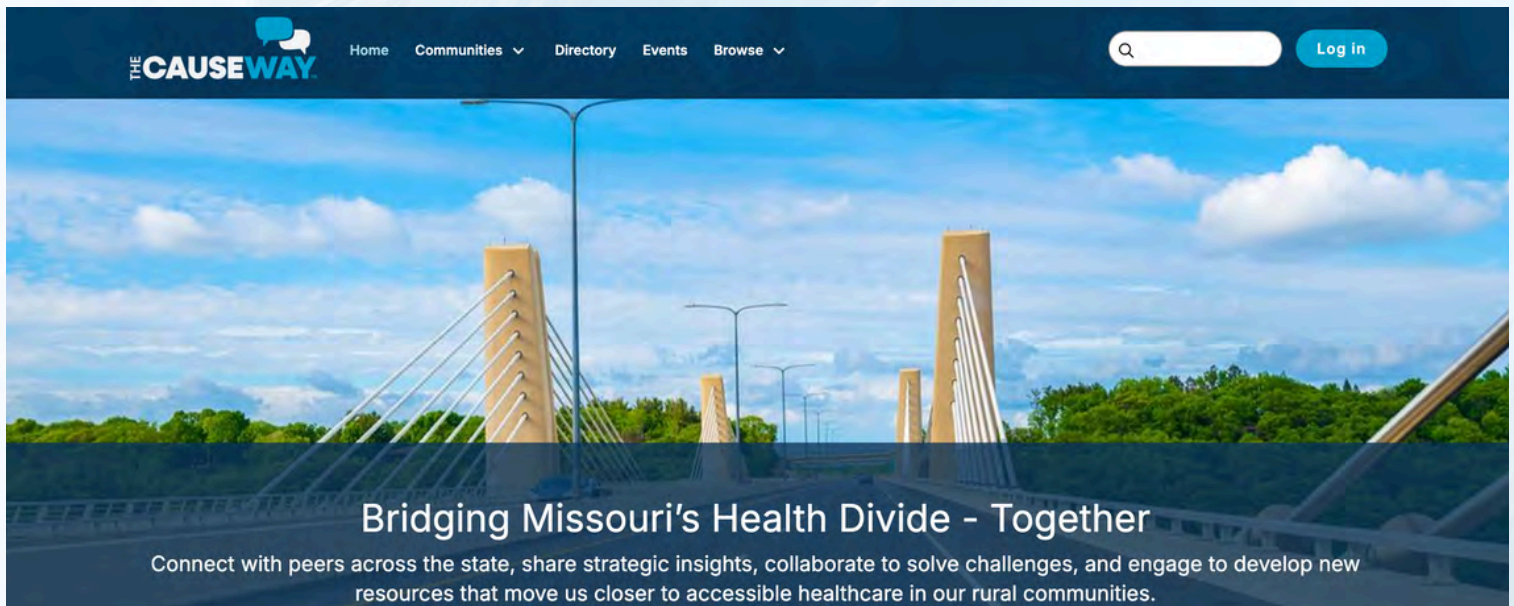 THE CAUSEWAY
Home Communities Directory Events Browse Log in
Bridging Missouri’s Health Divide - Together
Connect with peers across the state, share strategic insights, collaborate to solve challenges, and engage to develop new
resources that move us closer to accessible healthcare in our rural communities.